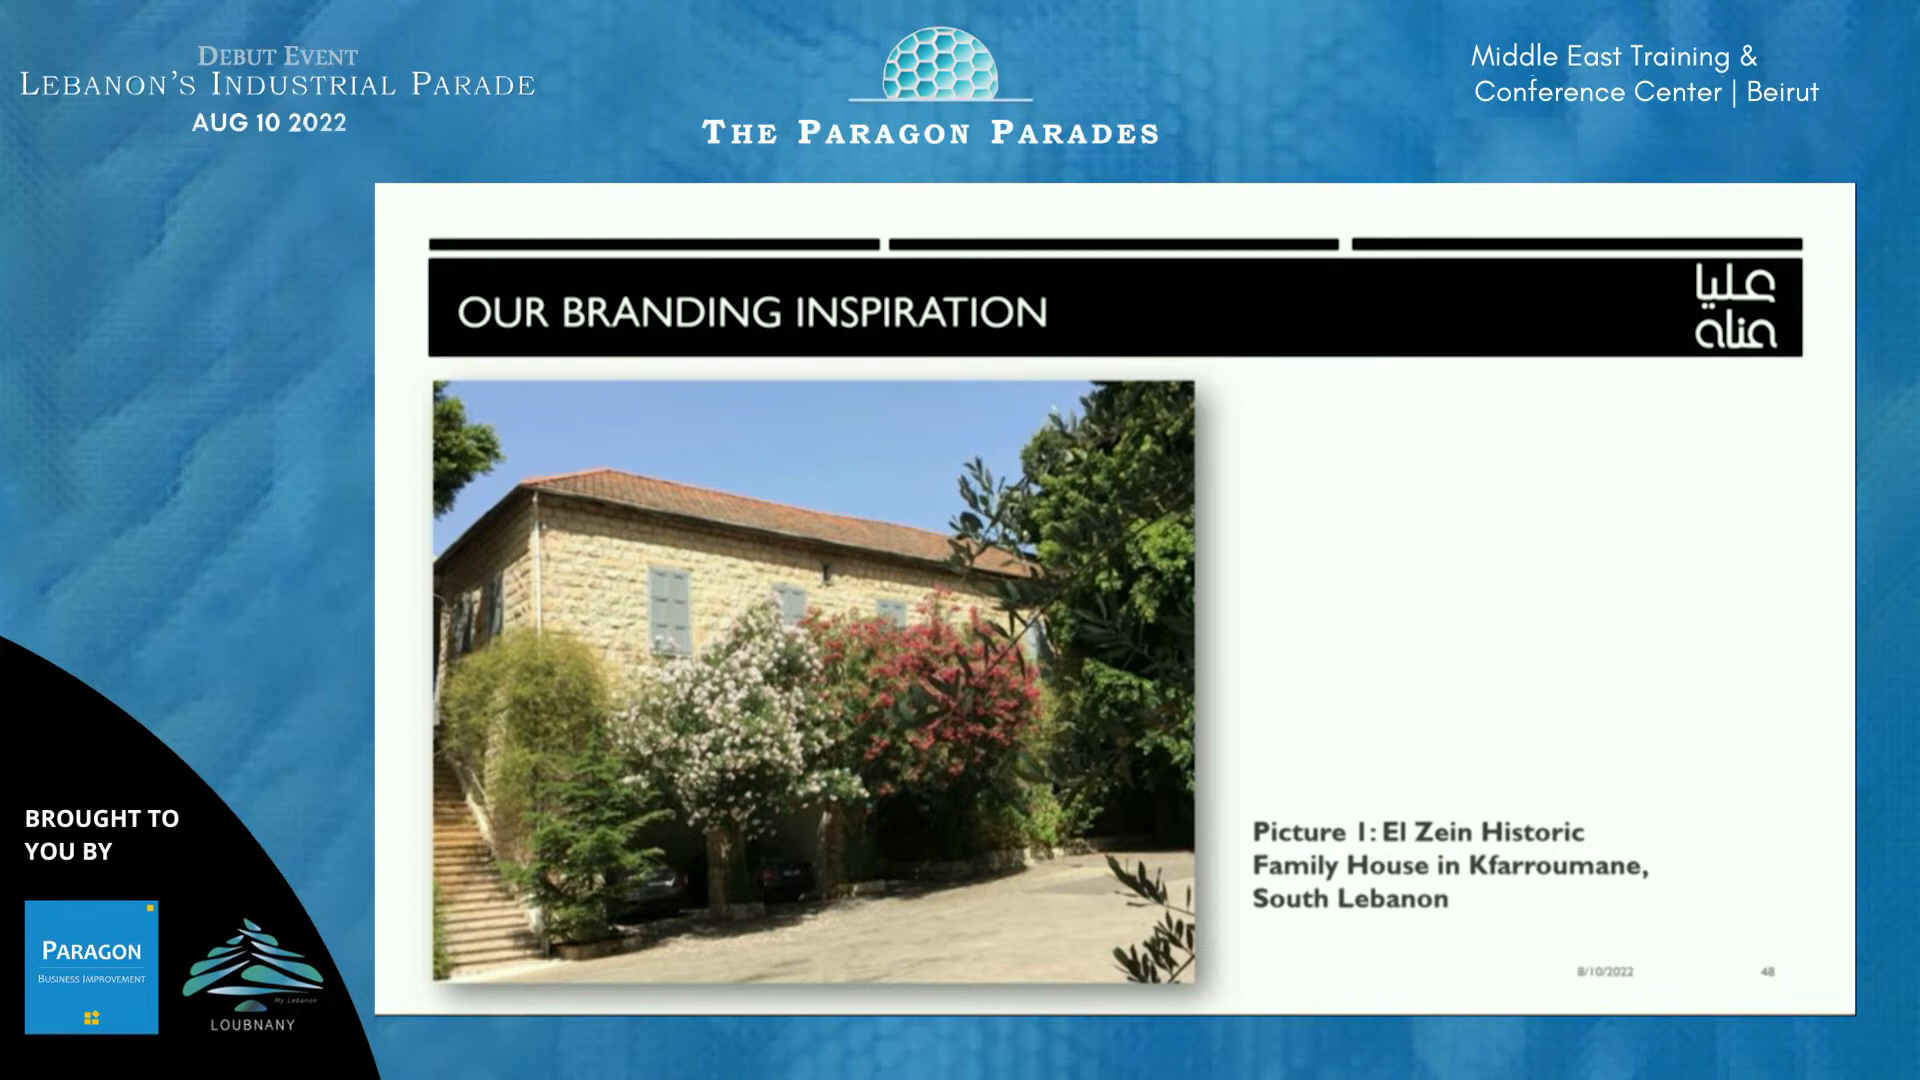 DEBUT EVENT
LEBANON'S INDUSTRIAL PARADE
AUG 10 2022
THE PARAGON PARADES
Middle East Training &
Conference Center | Beirut
OUR BRANDING INSPIRATION
عليا
alia
Picture 1: El Zein Historic
Family House in Kfarroumane,
South Lebanon
8/10/2022
48
BROUGHT TO
YOU BY
PARAGON
BUSINESS IMPROVEMENT
My Lebanon
LOUBNANY